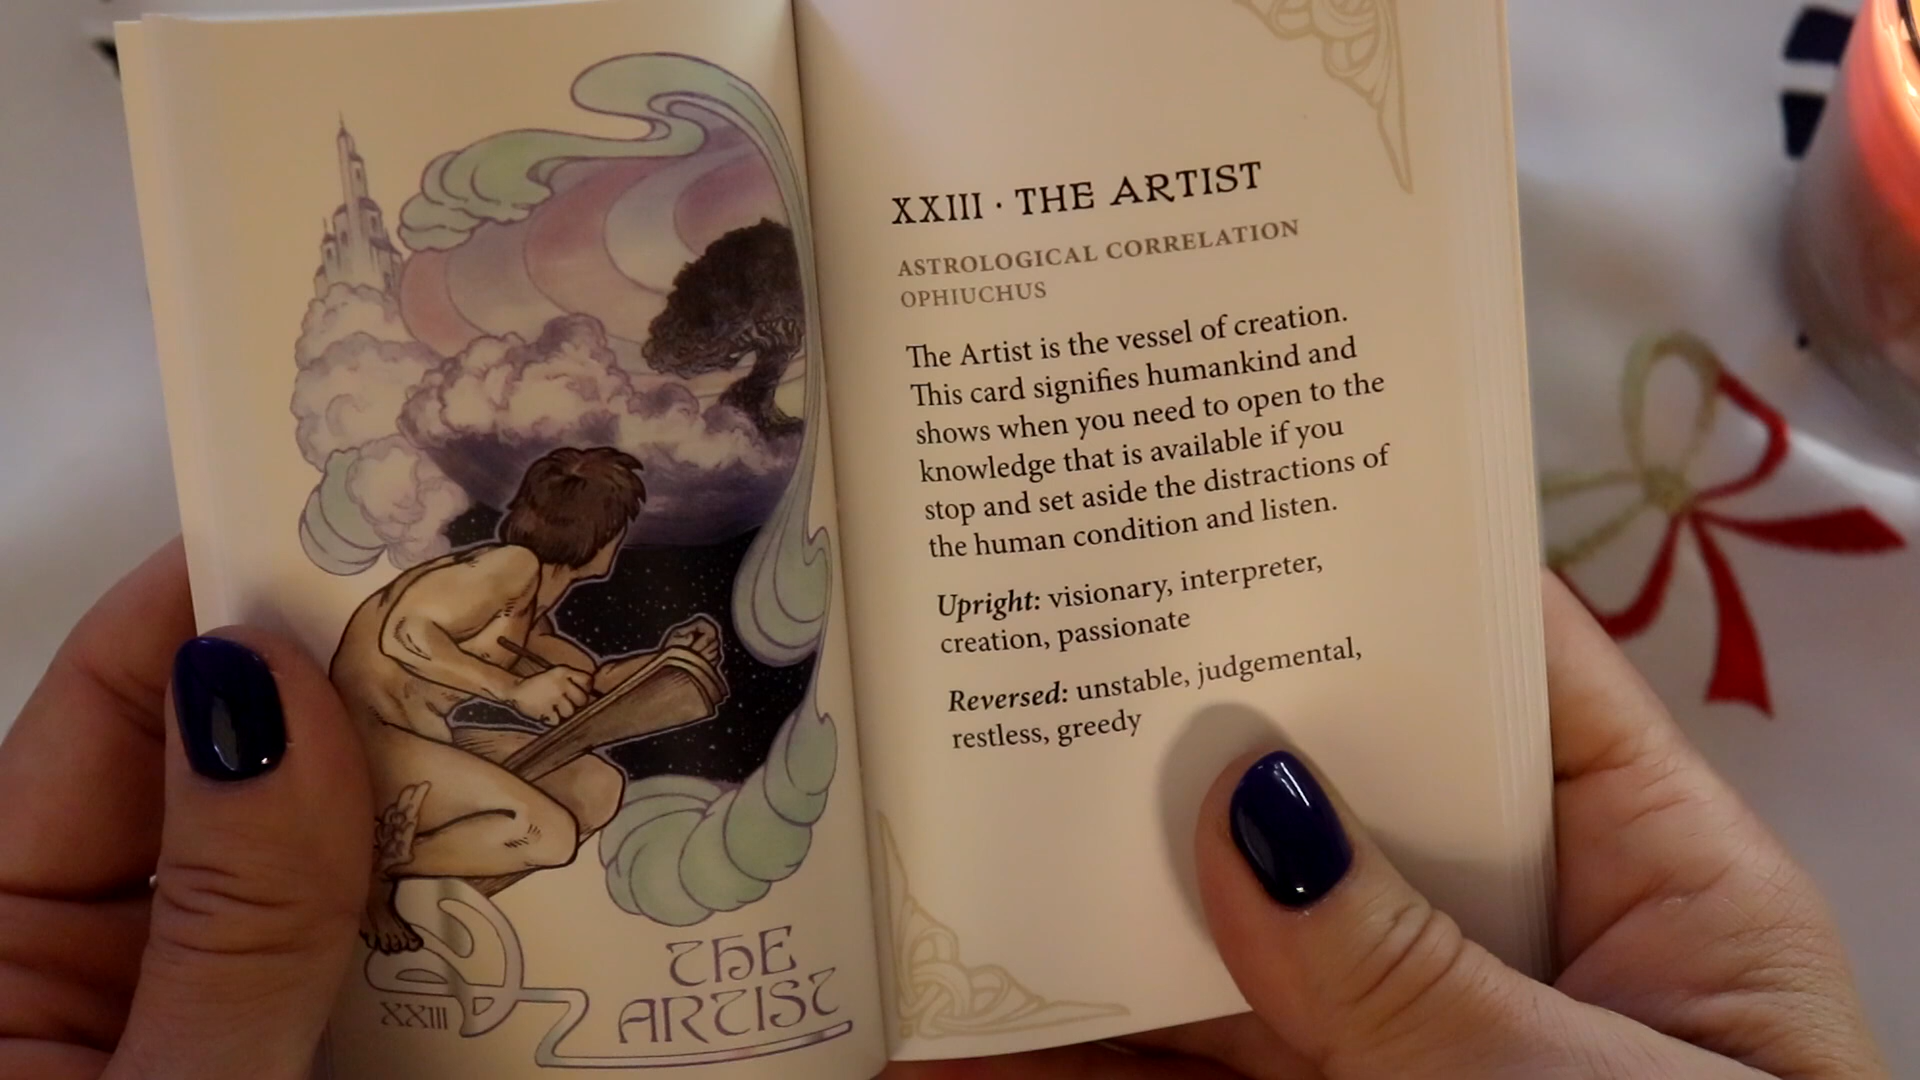 THE
ARTIST
XXIII
XXIII · THE ARTIST
ASTROLOGICAL CORRELATION
OPHIUCHUS
The Artist is the vessel of creation.
This card signifies humankind and
shows when you need to open to the
knowledge that is available if you
stop and set aside the distractions of
the human condition and listen.
Upright: visionary, interpreter,
creation, passionate
Reversed: unstable, judgemental,
restless, greedy